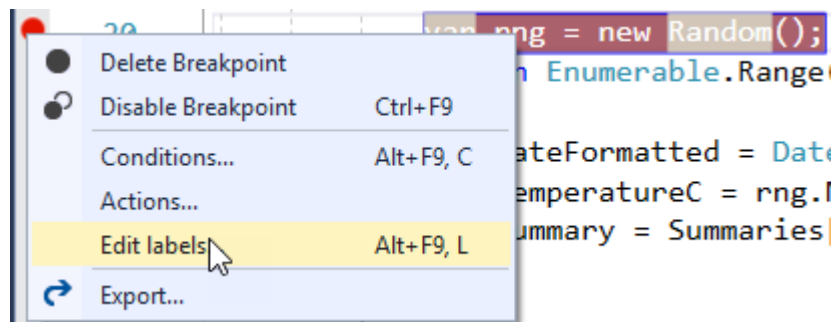 20 var rng = new Random();
Delete Breakpoint
n Enumerable.Range(
Disable Breakpoint Ctrl+F9
Conditions... Alt+F9, C
ateFormatted = Date
Actions...
emperatureC = rng.N
Edit labels Alt+F9, L
ummary = Summaries[
Export...